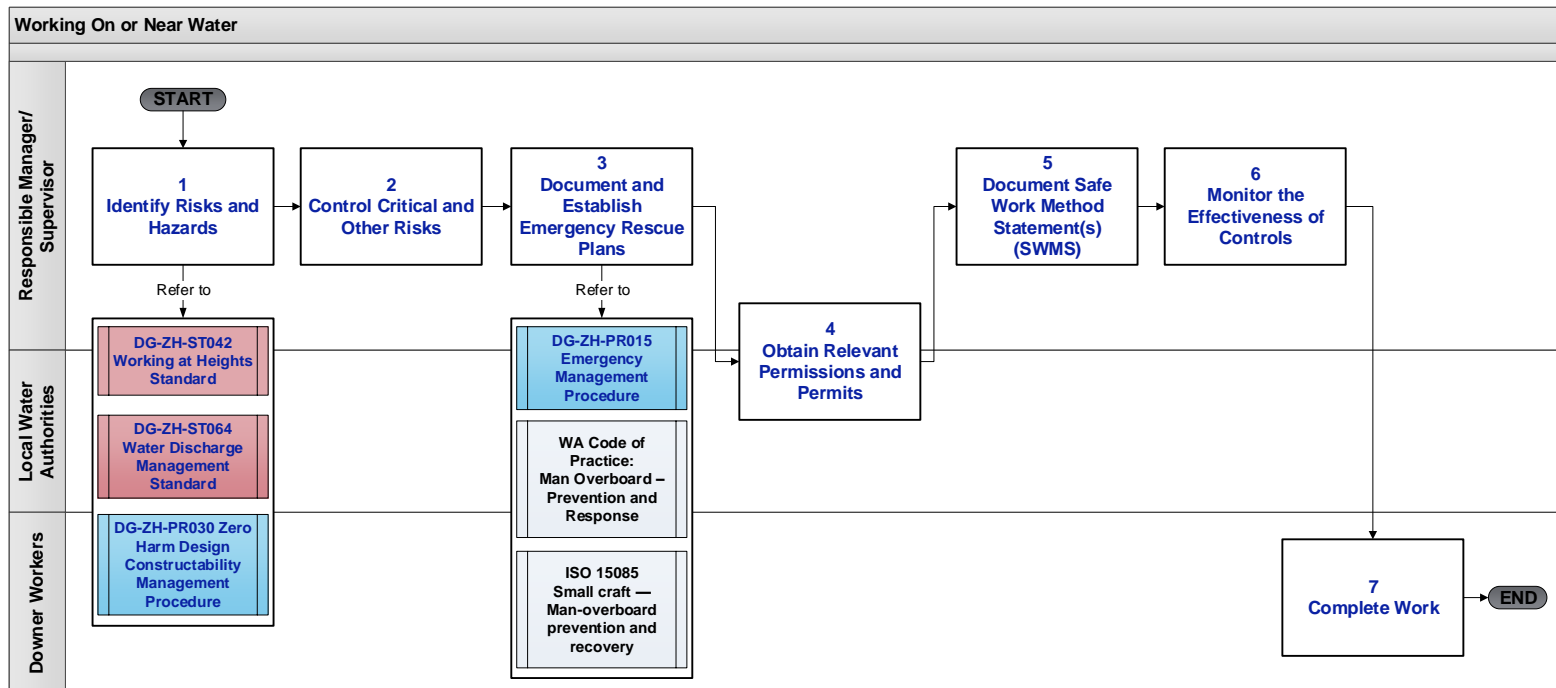 Working On or Near Water
Responsible Manager/
Supervisor
START
1
Identify Risks and
Hazards
2
Control Critical and
Other Risks
3
Document and
Establish
Emergency Rescue
Plans
5
Document Safe
Work Method
Statement(s)
(SWMS)
6
Monitor the
Effectiveness of
Controls
Refer to
Refer to
4
Obtain Relevant
Permissions and
Permits
Local Water
Authorities
DG-ZH-ST042
Working at Heights
Standard
DG-ZH-ST064
Water Discharge
Management
Standard
DG-ZH-PR030 Zero
Harm Design
Constructability
Management
Procedure
DG-ZH-PR015
Emergency
Management
Procedure
WA Code of
Practice:
Man Overboard –
Prevention and
Response
ISO 15085
Small craft —
Man-overboard
prevention and
recovery
Downer Workers
7
Complete Work
END